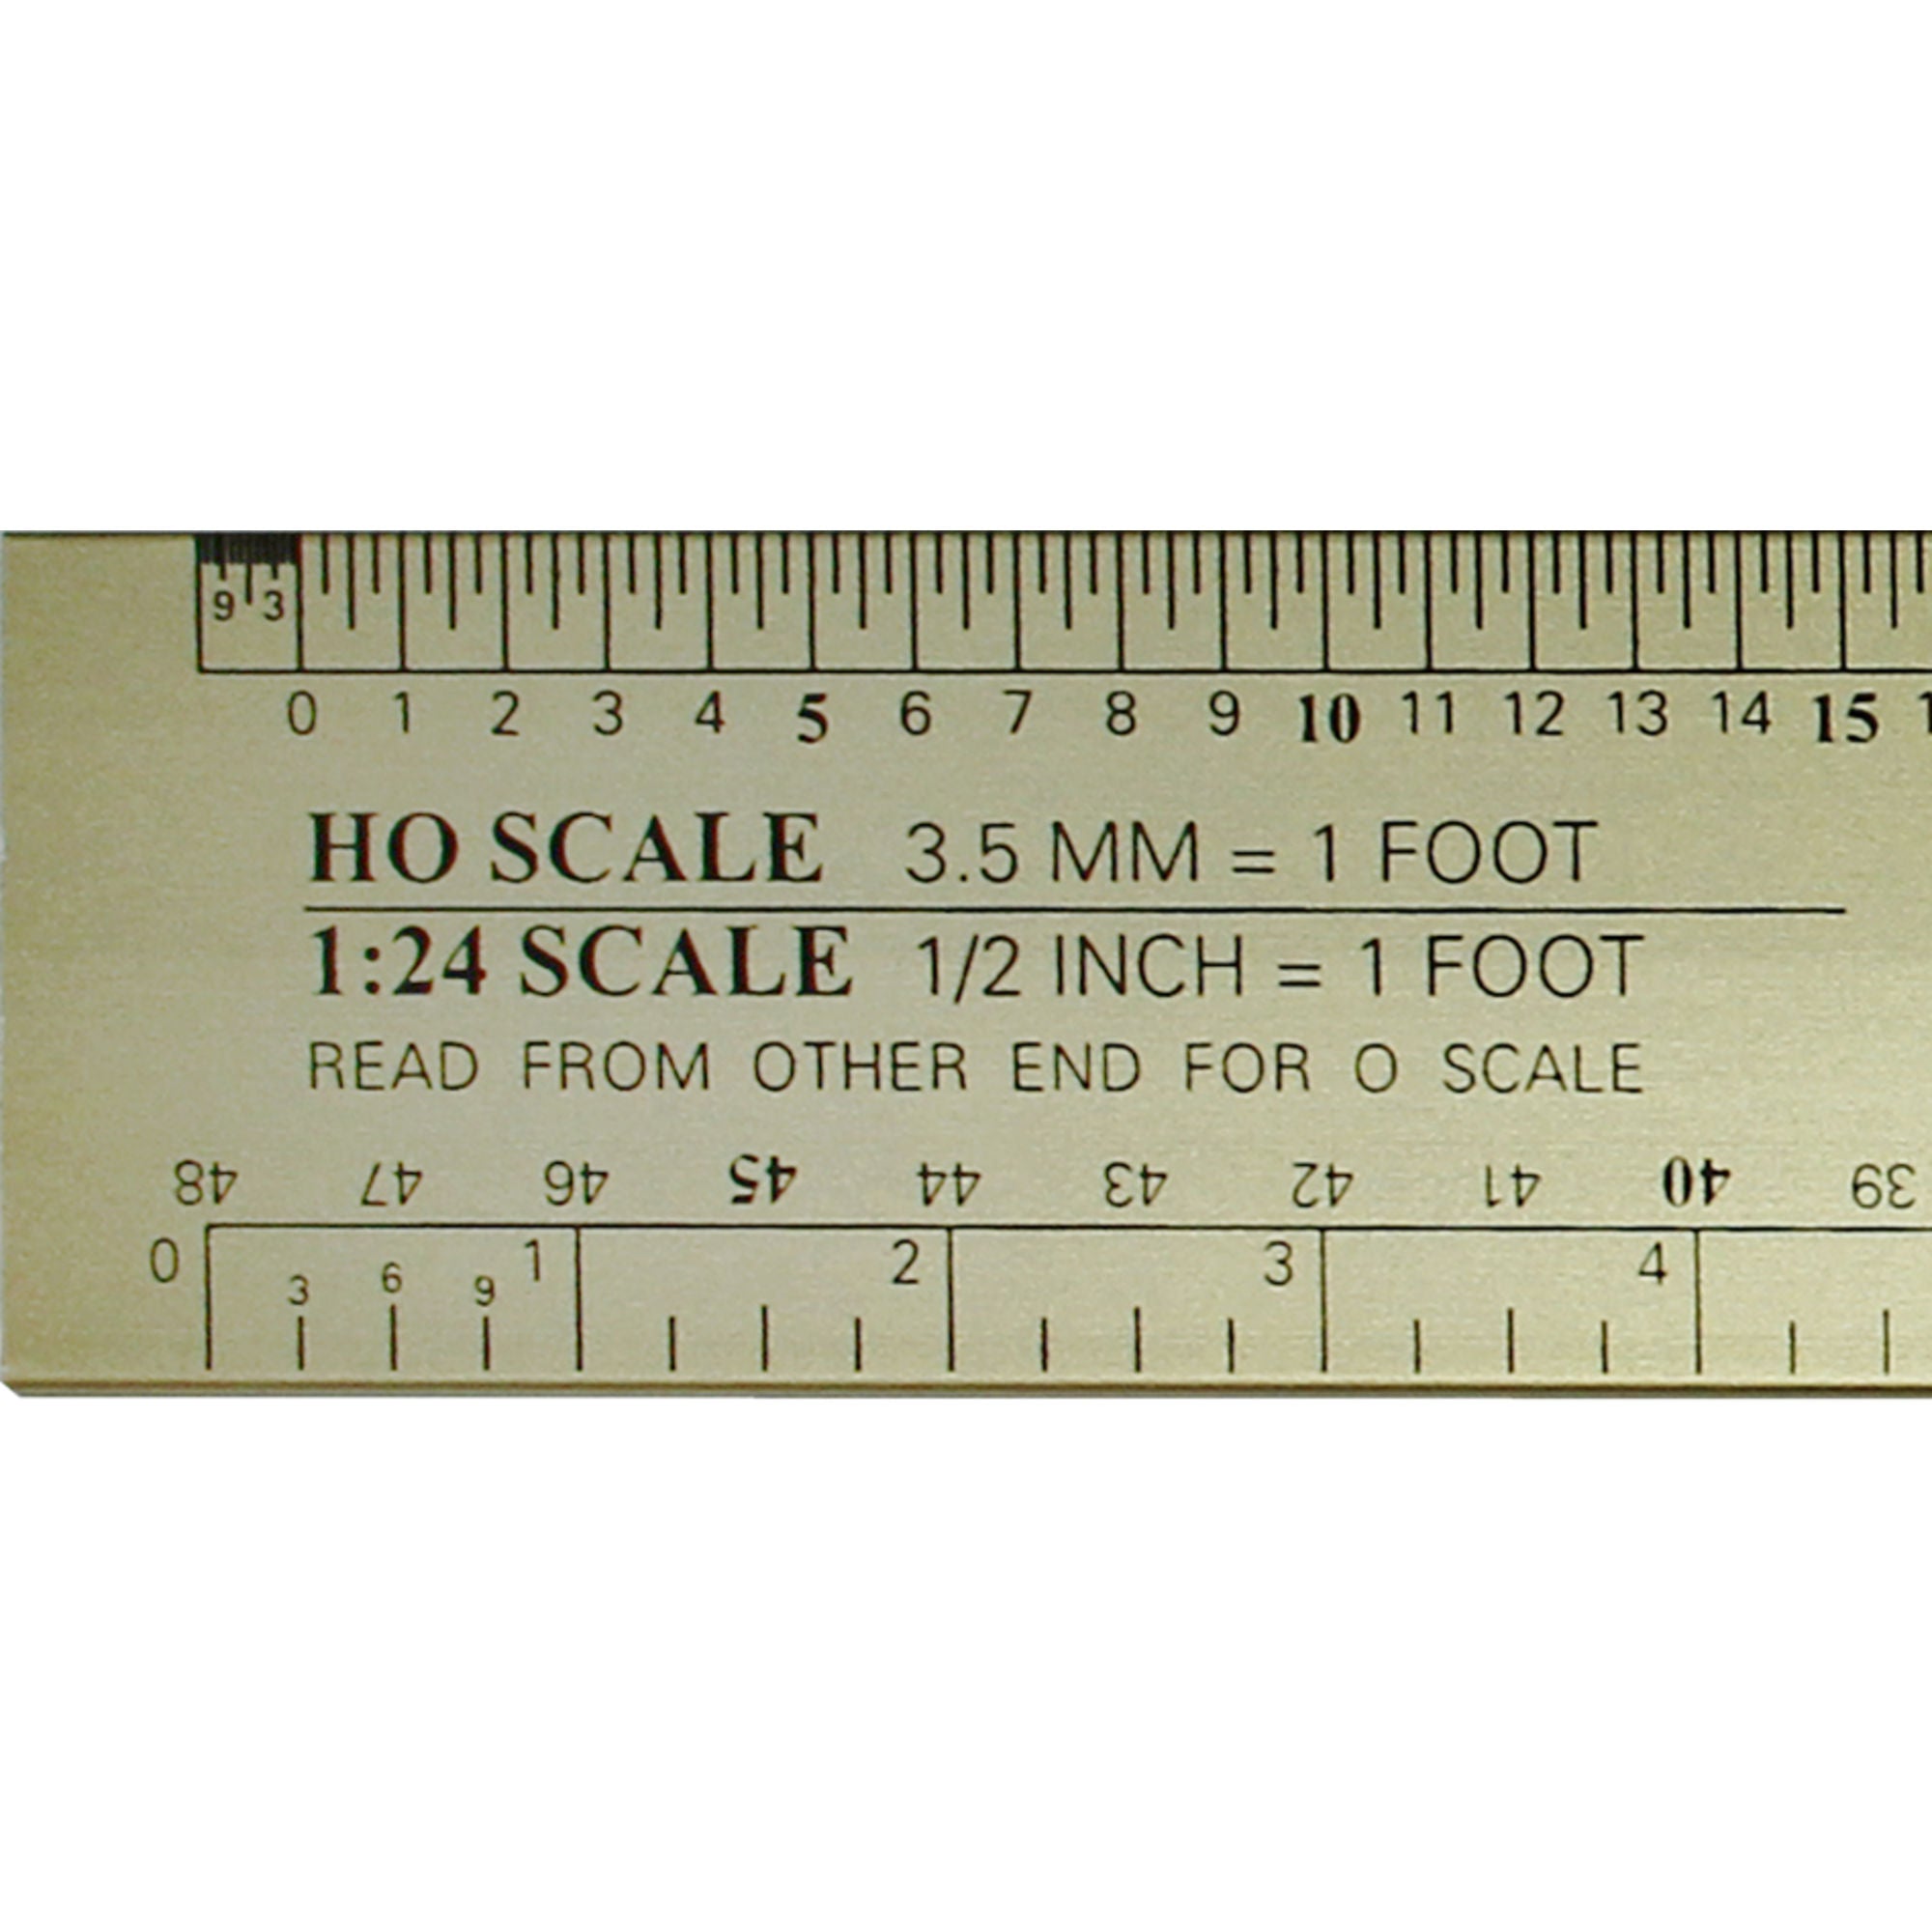 9 3
0 1 2 3 4 5 6 7 8 9 10 11 12 13 14 15 1
HO SCALE 3.5 MM = 1 FOOT
1:24 SCALE 1/2 INCH = 1 FOOT
READ FROM OTHER END FOR O SCALE
48 47 46 45 44 43 42 41 40 39
0 3 6 9 1 2 3 4